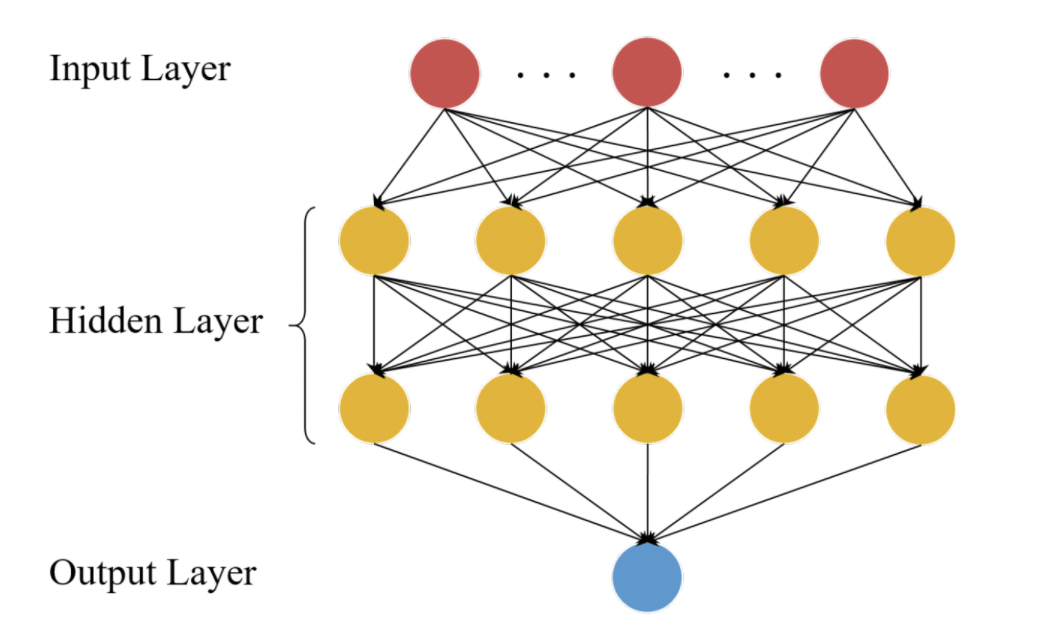 Input Layer . . . . . .
Hidden Layer
Output Layer